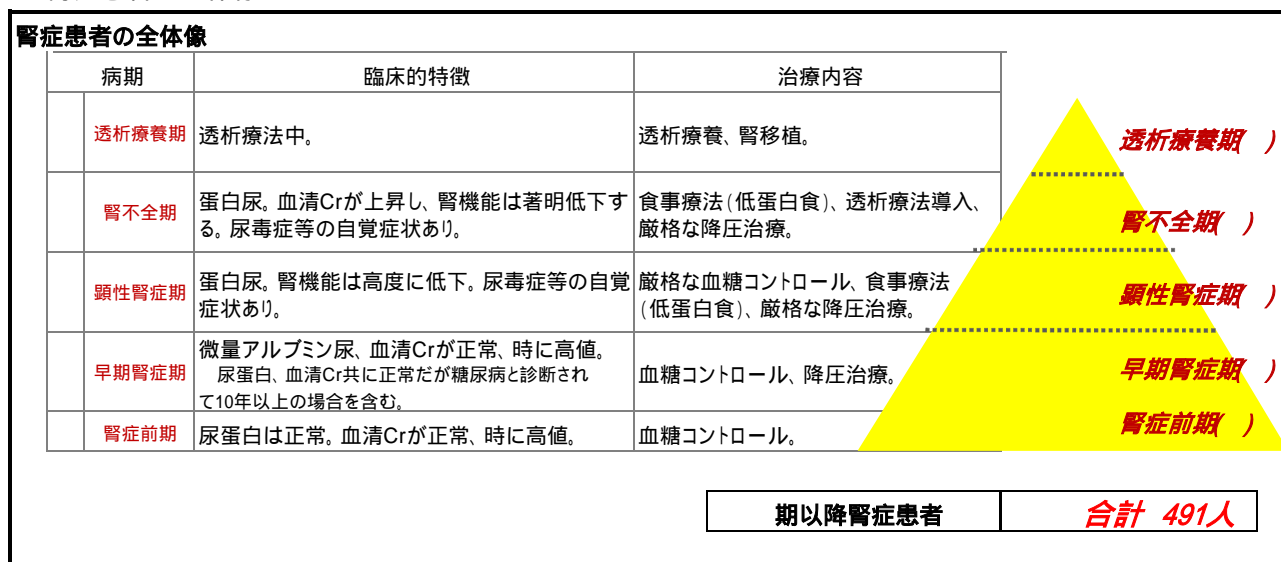 腎症患者の全体像
病期 臨床的特徴 治療内容
透析療養期 透析療法中。 透析療養、腎移植。
腎不全期 蛋白尿。血清Crが上昇し、腎機能は著明低下す
る。尿毒症等の自覚症状あり。
食事療法(低蛋白食)、透析療法導入、
厳格な降圧治療。
顕性腎症期 蛋白尿。腎機能は高度に低下。尿毒症等の自覚
症状あり。
厳格な血糖コントロール、食事療法
(低蛋白食)、厳格な降圧治療。
早期腎症期 微量アルブミン尿、血清Crが正常、時に高値。
尿蛋白、血清Cr共に正常だが糖尿病と診断され
て10年以上の場合を含む。
血糖コントロール、降圧治療。
腎症前期 尿蛋白は正常。血清Crが正常、時に高値。 血糖コントロール。
透析療養期( )
腎不全期( )
顕性腎症期( )
早期腎症期( )
腎症前期( )
期以降腎症患者 合計 491人